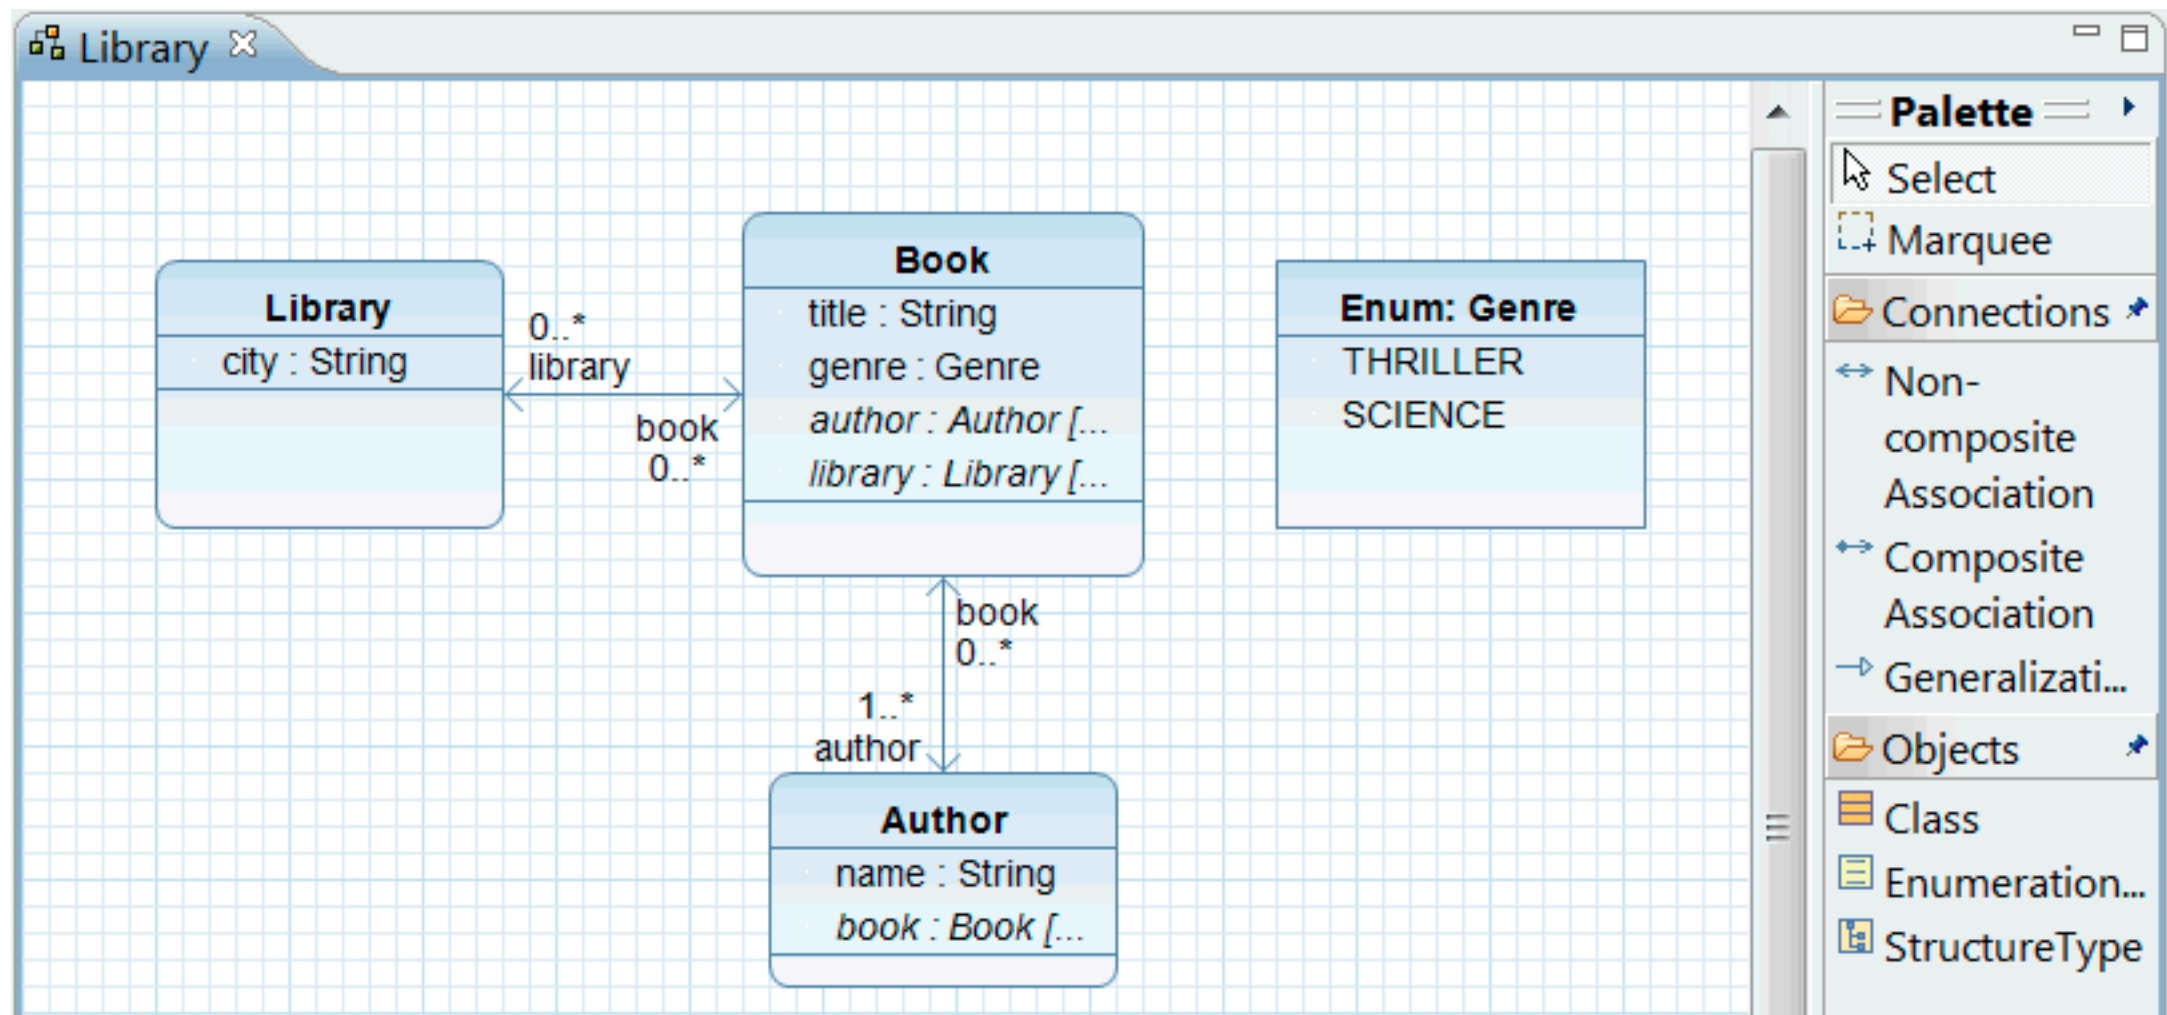 Library
Library
city : String
0..*
library
book
0..*
Book
title : String
genre : Genre
author : Author [...
library : Library [...
Enum: Genre
THRILLER
SCIENCE
book
0..*
1..*
author
Author
name : String
book : Book [...
Palette
Select
Marquee
Connections
Non-
composite
Association
Composite
Association
Generalizati...
Objects
Class
Enumeration...
StructureType